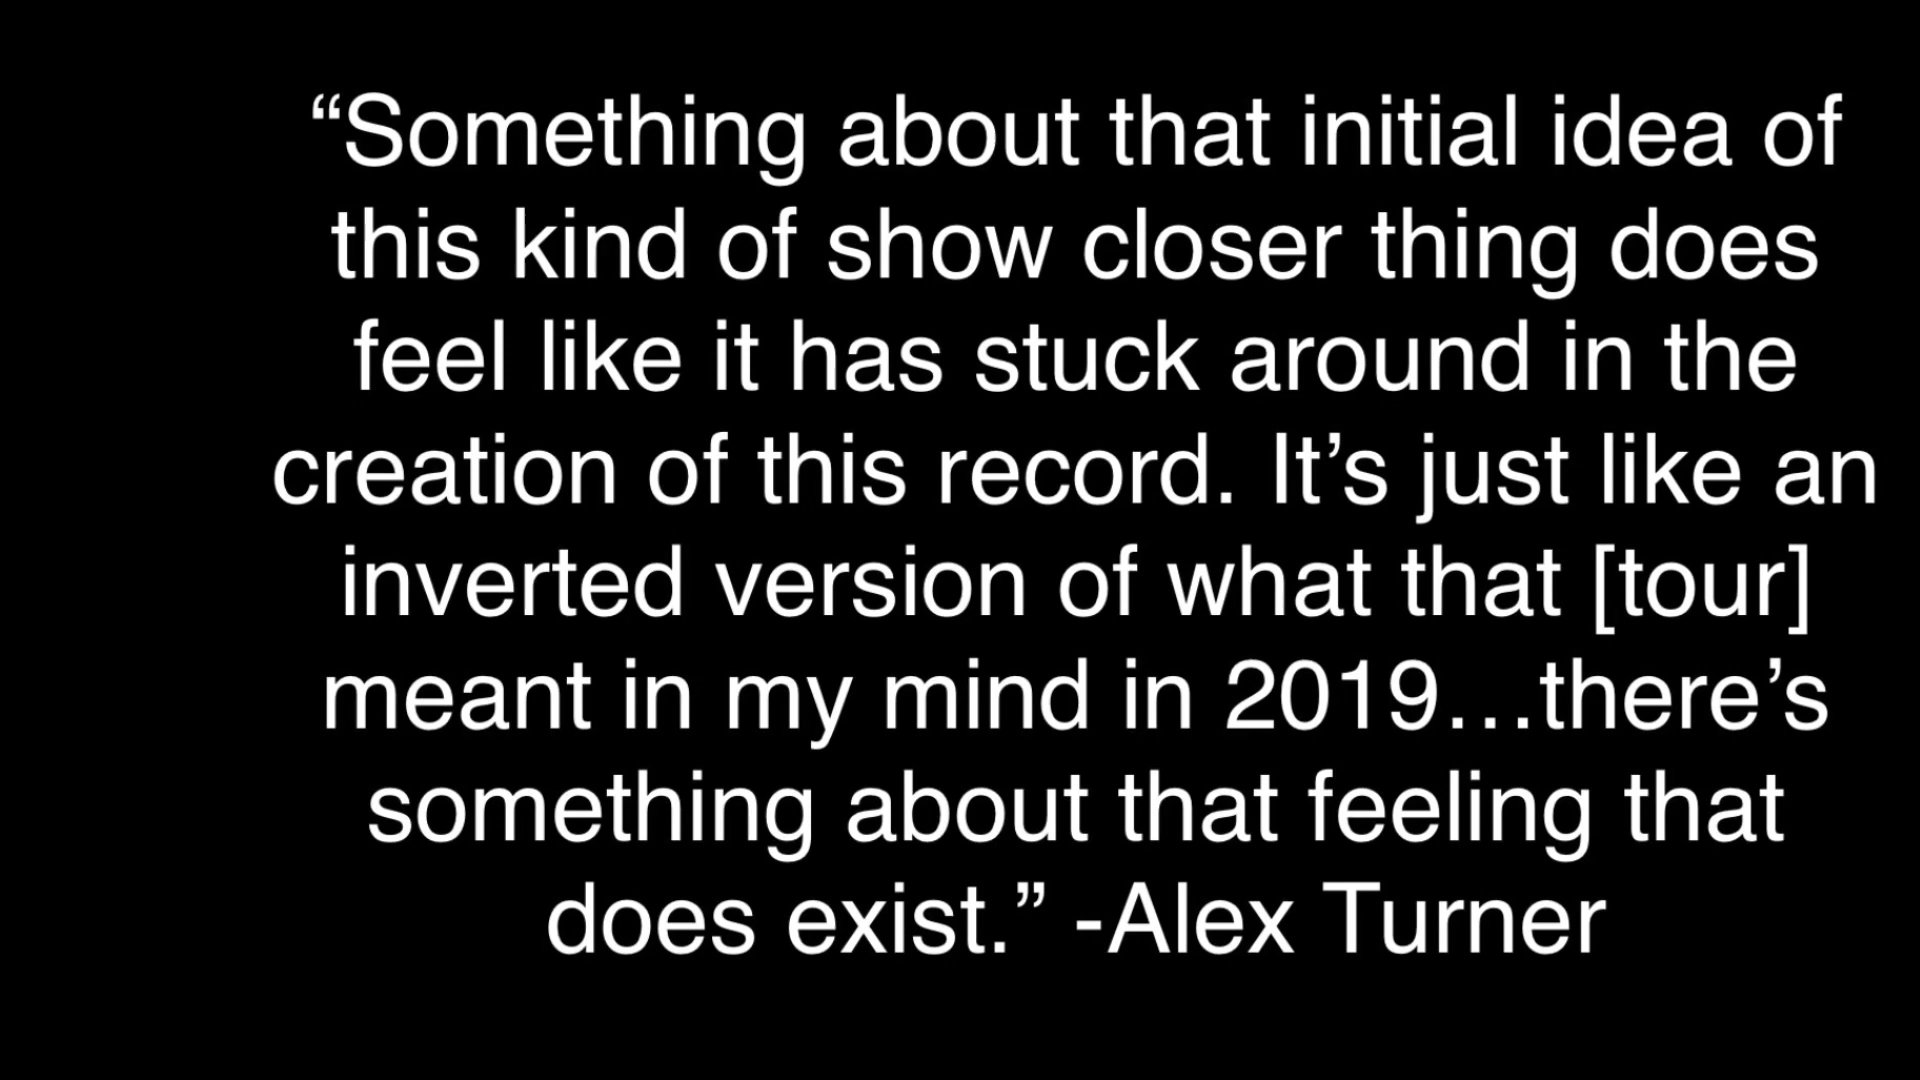 “Something about that initial idea of
this kind of show closer thing does
feel like it has stuck around in the
creation of this record. It’s just like an
inverted version of what that [tour]
meant in my mind in 2019…there’s
something about that feeling that
does exist.” -Alex Turner